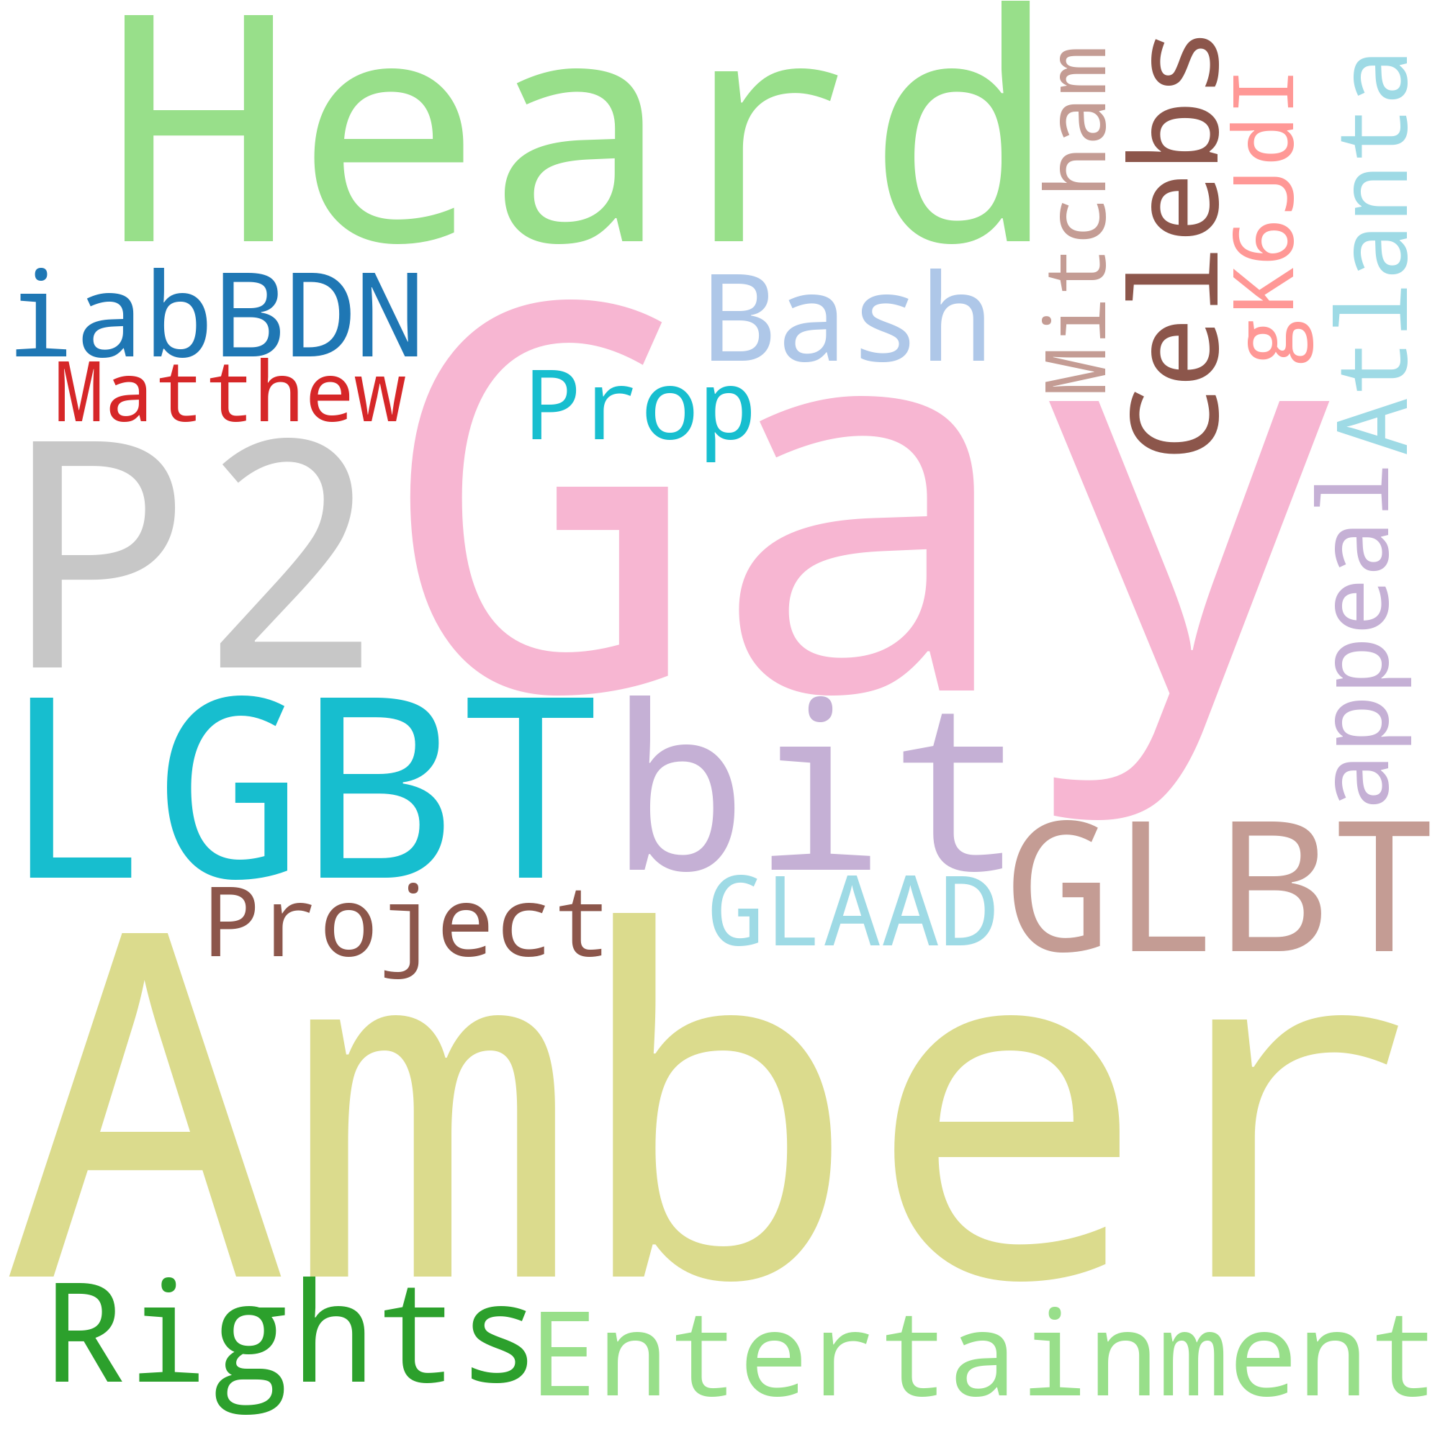 Heard
Mitcham
Celebs
gK6JdI
Atlanta
iabBDN
Bash
Matthew
Prop
Gay
P2
appeal
LGBT
bit
GLBT
Project
GLAAD
Amber
Rights
Entertainment